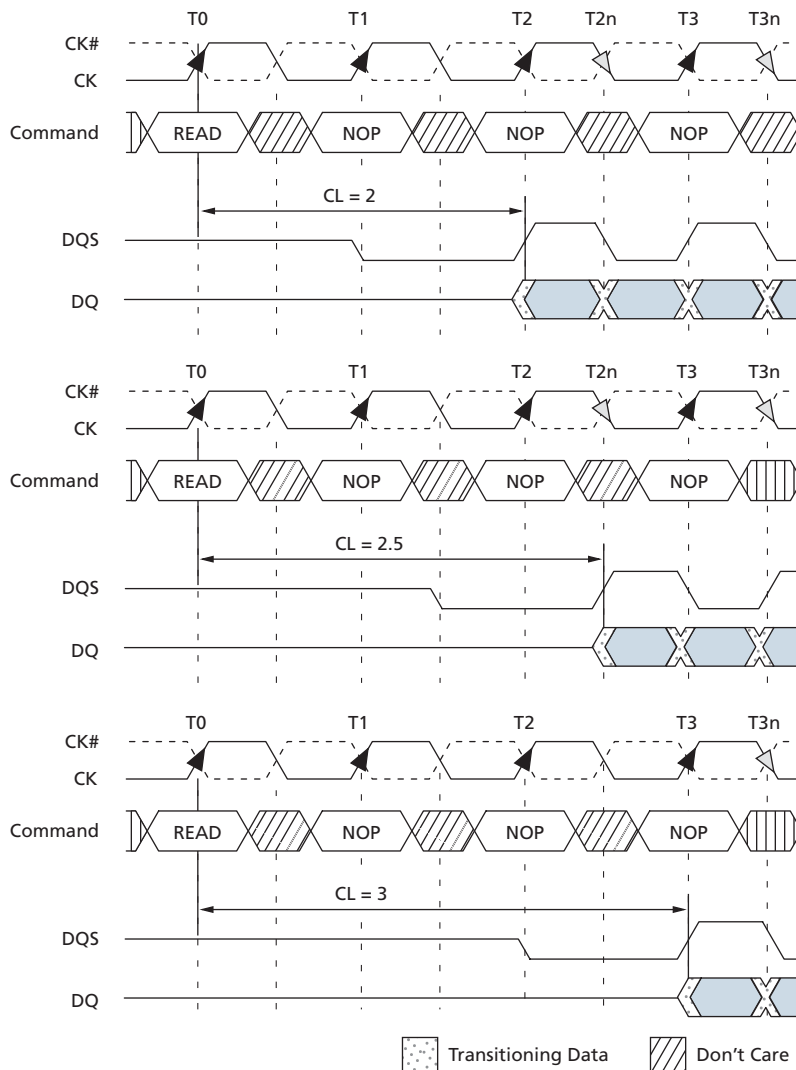 T0 T1 T2 T2n T3 T3n
CK#
CK
Command READ NOP NOP NOP
CL = 2
DQS
DQ
T0 T1 T2 T2n T3 T3n
CK#
CK
Command READ NOP NOP NOP
CL = 2.5
DQS
DQ
T0 T1 T2 T3 T3n
CK#
CK
Command READ NOP NOP NOP
CL = 3
DQS
DQ
Transitioning Data Don't Care